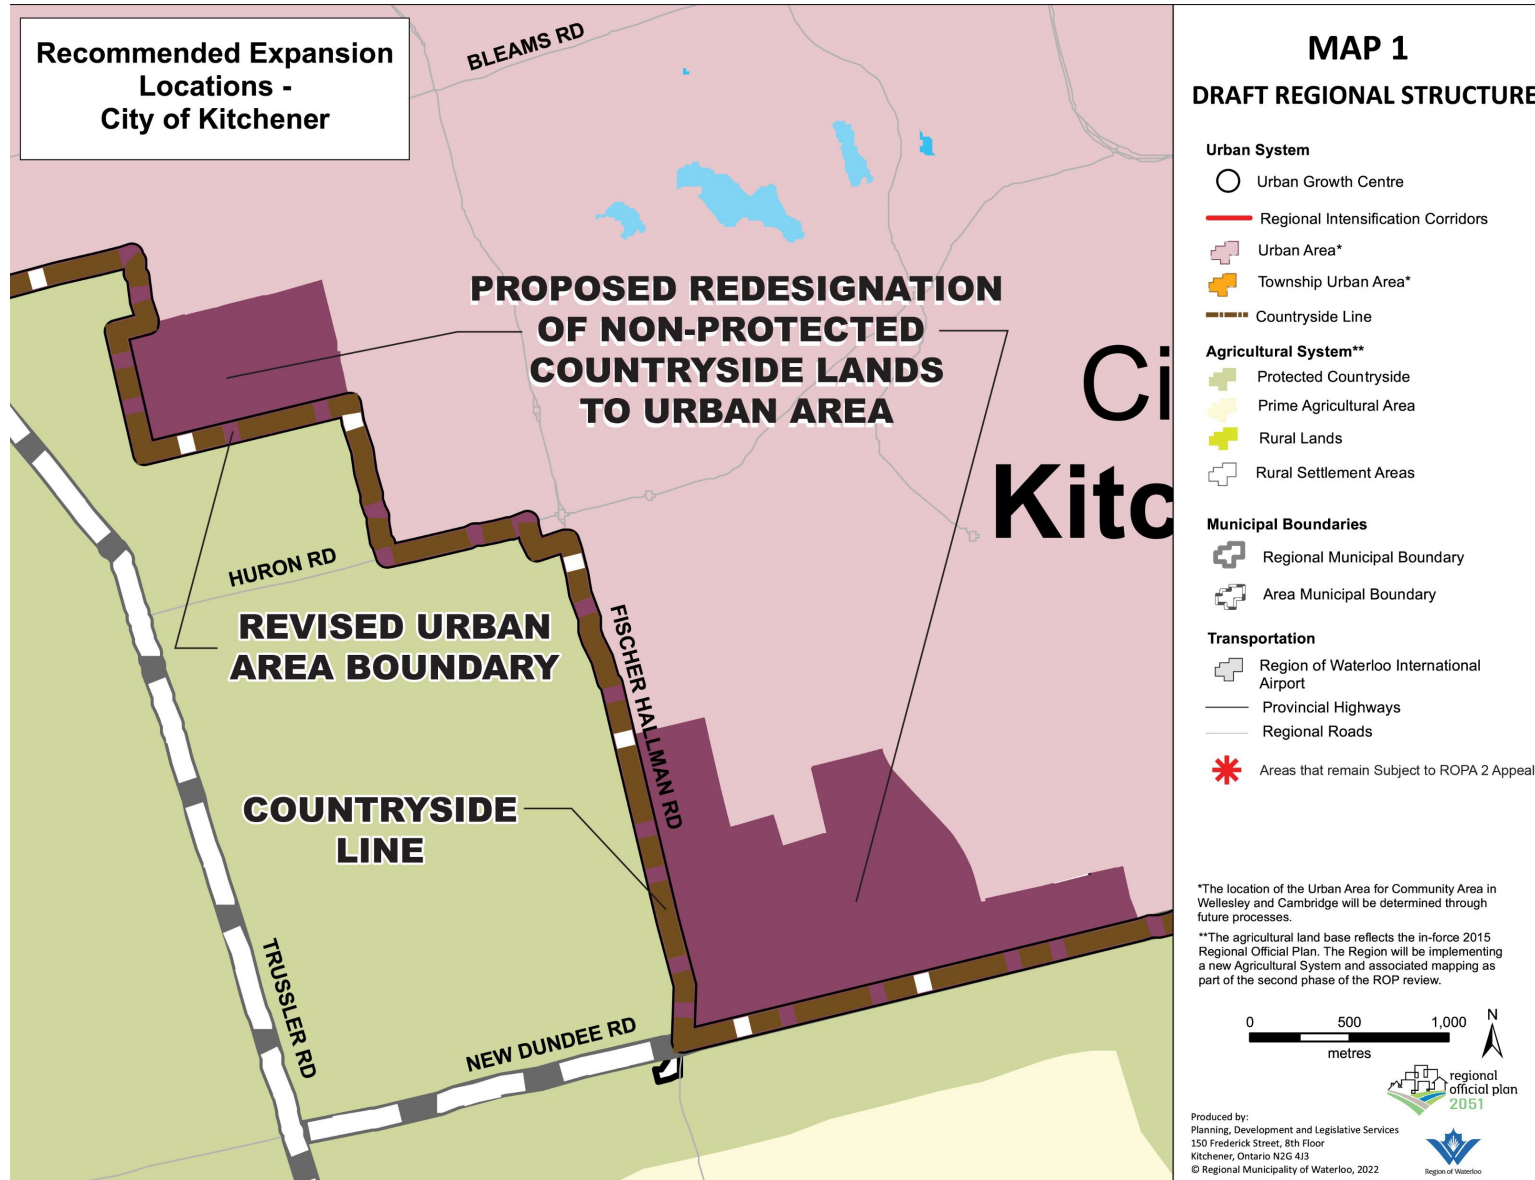 Recommended Expansion
Locations -
City of Kitchener
BLEAMS RD
PROPOSED REDESIGNATION
OF NON-PROTECTED
COUNTRYSIDE LANDS
TO URBAN AREA
Ci
Kitc
HURON RD
REVISED URBAN
AREA BOUNDARY
FISCHER HALLMAN RD
COUNTRYSIDE
LINE
TRUSSLER RD
NEW DUNDEE RD
MAP 1
DRAFT REGIONAL STRUCTURE
Urban System
Urban Growth Centre
Regional Intensification Corridors
Urban Area*
Township Urban Area*
Countryside Line
Agricultural System**
Protected Countryside
Prime Agricultural Area
Rural Lands
Rural Settlement Areas
Municipal Boundaries
Regional Municipal Boundary
Area Municipal Boundary
Transportation
Region of Waterloo International
Airport
Provincial Highways
Regional Roads
Areas that remain Subject to ROPA 2 Appeal
*The location of the Urban Area for Community Area in
Wellesley and Cambridge will be determined through
future processes.
**The agricultural land base reflects the in-force 2015
Regional Official Plan. The Region will be implementing
a new Agricultural System and associated mapping as
part of the second phase of the ROP review.
0 500 1,000
metres
N
regional
official plan
2051
Produced by:
Planning, Development and Legislative Services
150 Frederick Street, 8th Floor
Kitchener, Ontario N2G 4J3
© Regional Municipality of Waterloo, 2022
Region of Waterloo